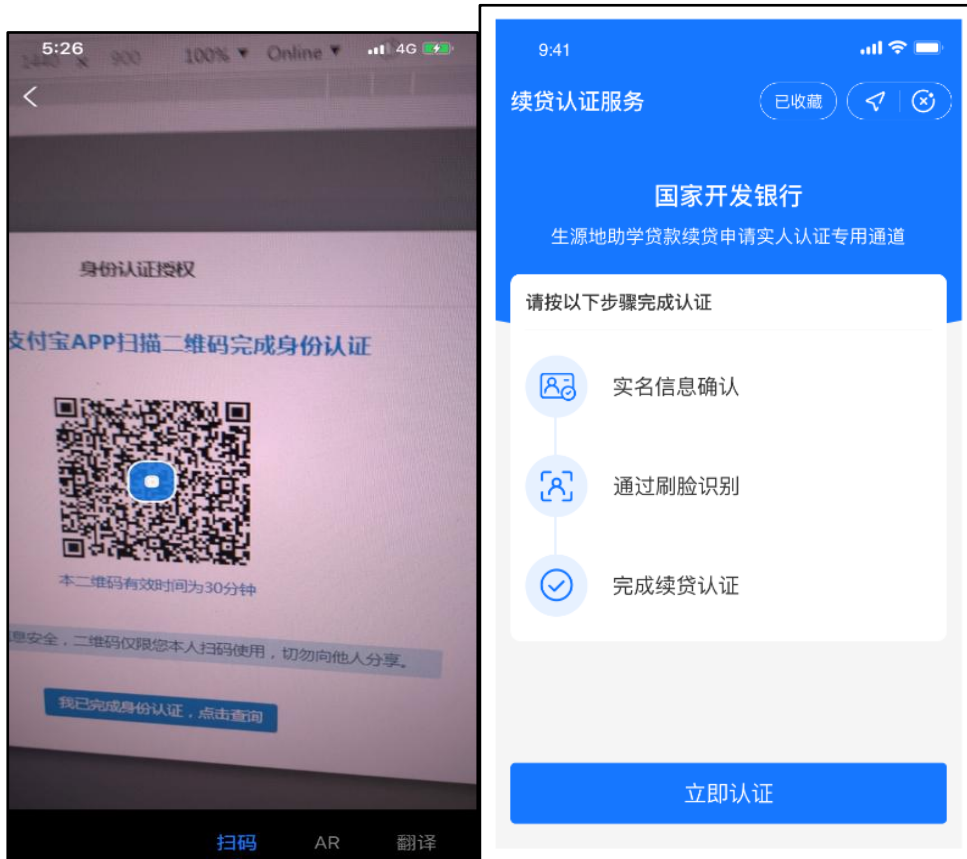 5:26
1440 × 900 100% ▼ Online ▼
4G
身份认证授权
支付宝APP扫描二维码完成身份认证
本二维码有效时间为30分钟
息安全，二维码仅限您本人扫码使用，切勿向他人分享。
我已完成身份认证，点击查询
扫码 AR 翻译
9:41
续贷认证服务 已收藏
国家开发银行
生源地助学贷款续贷申请实人认证专用通道
请按以下步骤完成认证
实名信息确认
通过刷脸识别
完成续贷认证
立即认证